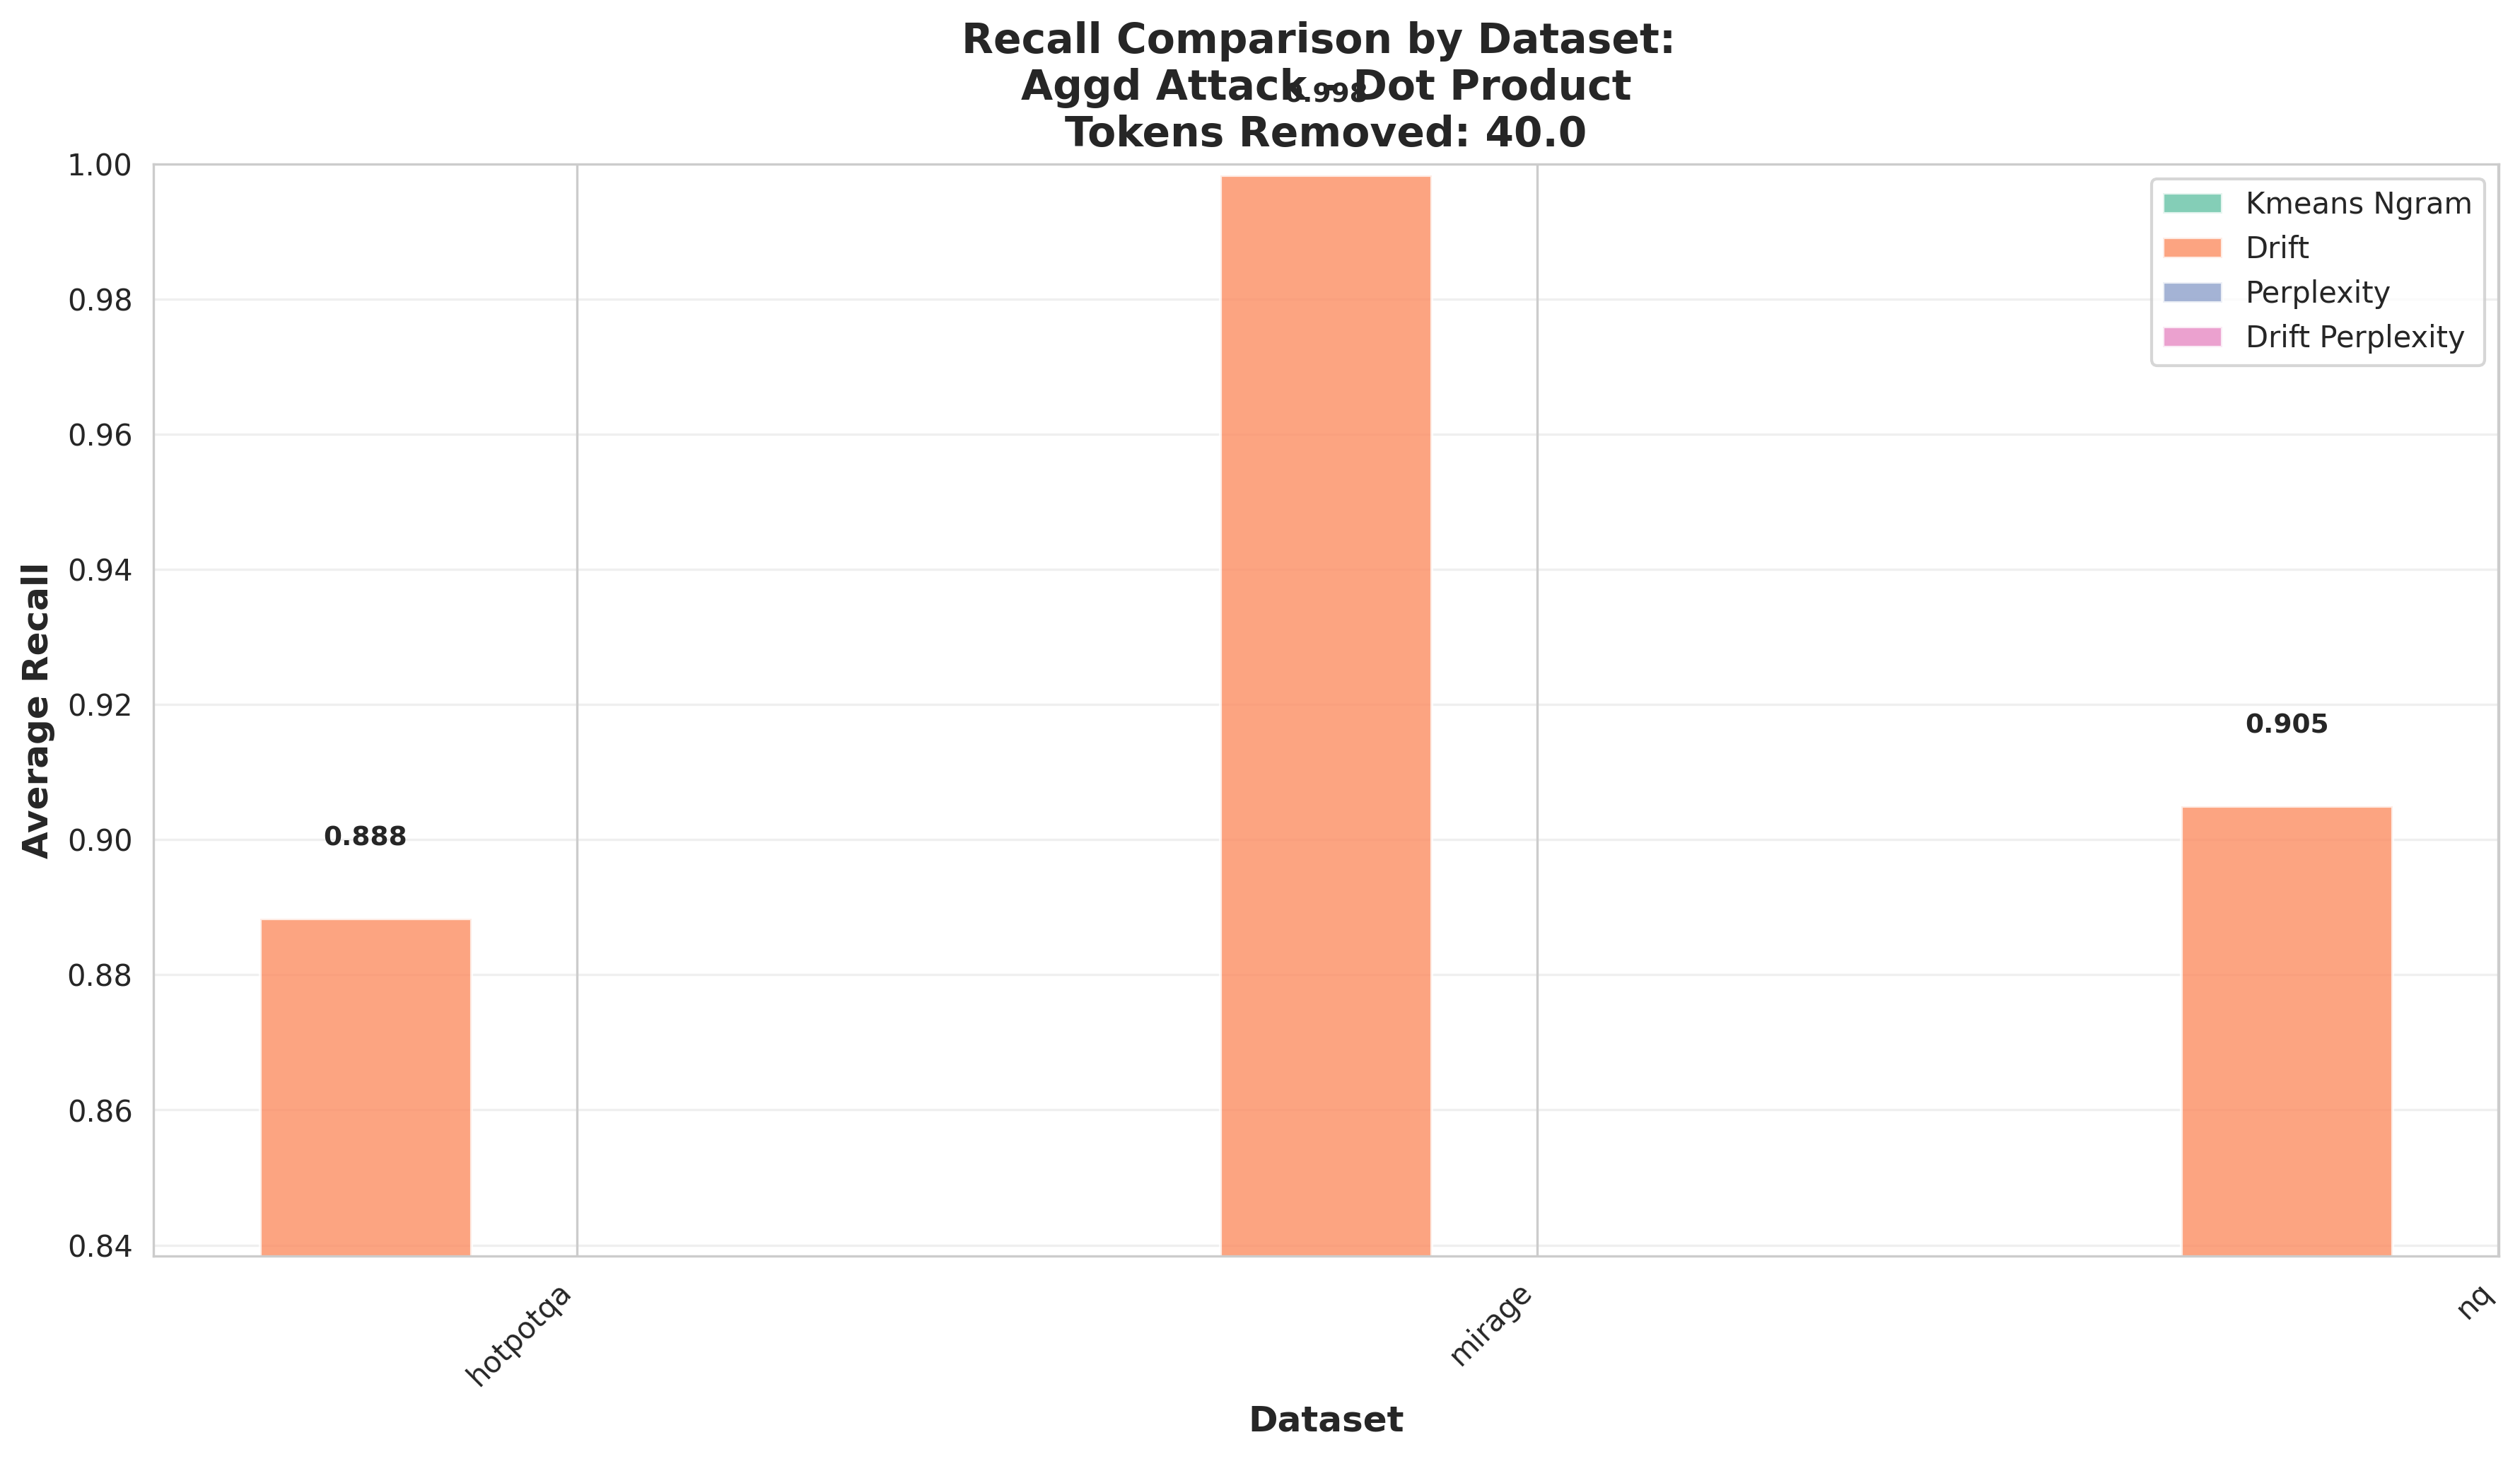 Recall Comparison by Dataset:
Aggd Attack - Dot Product
0.998
Tokens Removed: 40.0
1.00
0.98
0.96
0.94
0.92
0.90
0.88
0.86
0.84
Average Recall
Kmeans Ngram
Drift
Perplexity
Drift Perplexity
0.888
0.905
hotpotqa
mirage
nq
Dataset